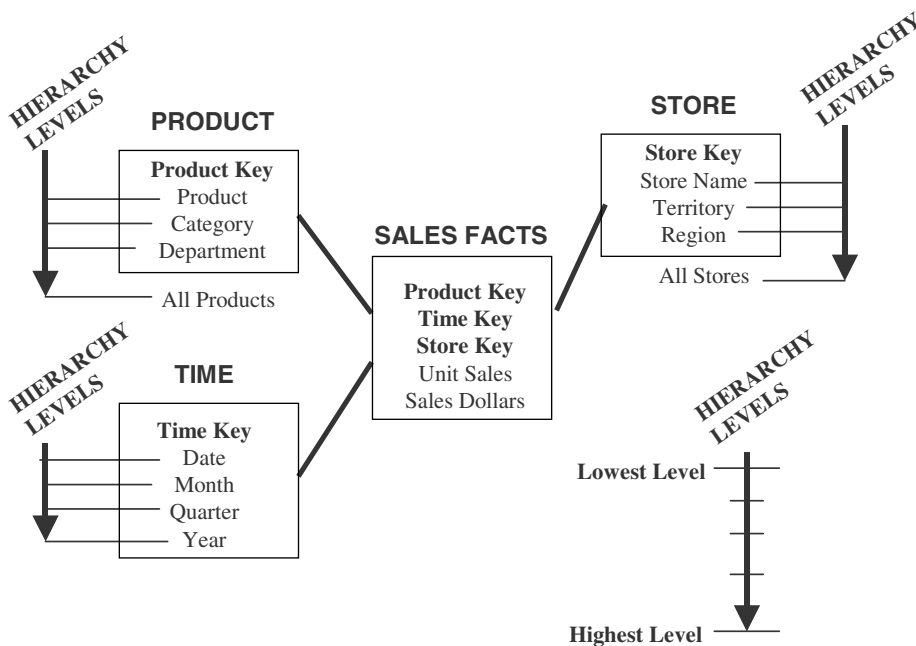 HIERARCHY
LEVELS
PRODUCT
Product Key
Product
Category
Department
All Products
HIERARCHY
LEVELS
STORE
Store Key
Store Name
Territory
Region
All Stores
SALES FACTS
Product Key
Time Key
Store Key
Unit Sales
Sales Dollars
HIERARCHY
LEVELS
TIME
Time Key
Date
Month
Quarter
Year
HIERARCHY
LEVELS
Lowest Level
Highest Level